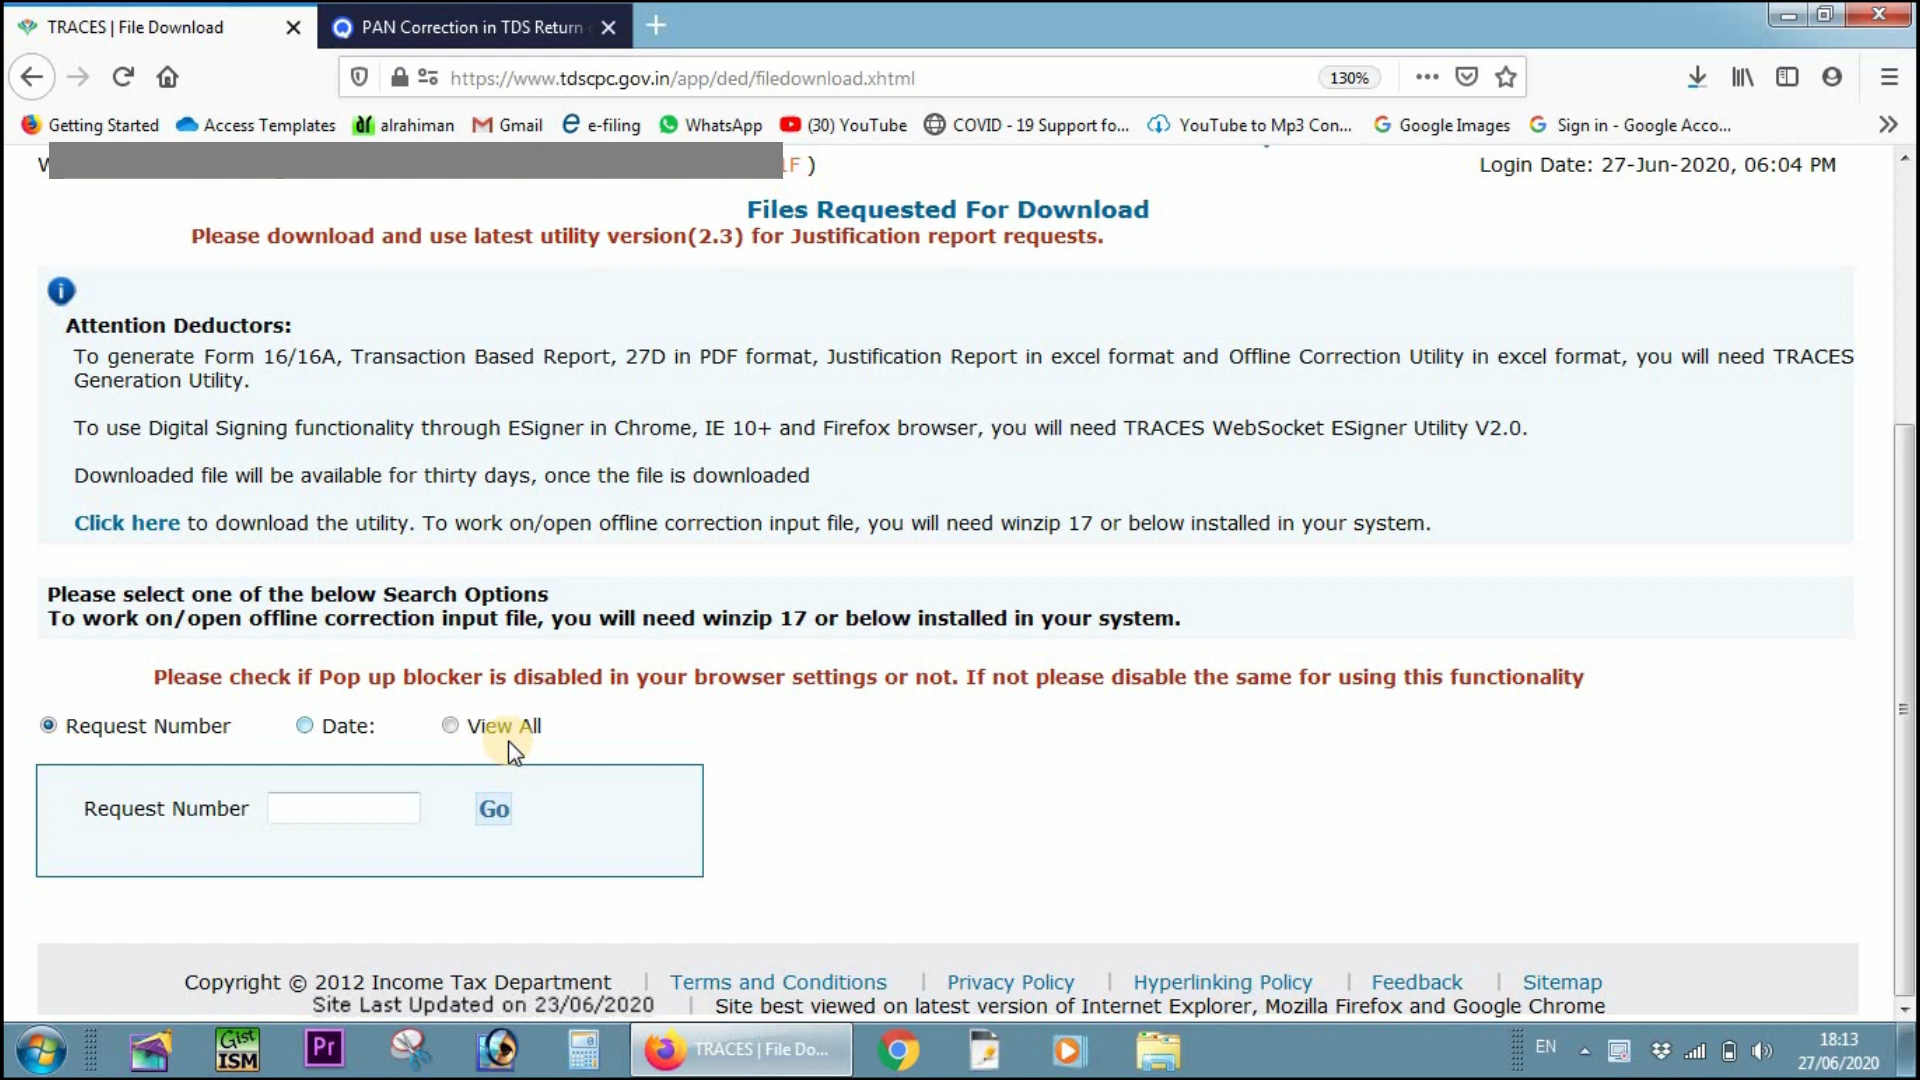 TRACES | File Download
PAN Correction in TDS Return
https://www.tdscpc.gov.in/app/ded/filedownload.xhtml
130%
Getting Started
Access Templates
alrahiman
Gmail
e-filing
WhatsApp
(30) YouTube
COVID - 19 Support fo...
YouTube to Mp3 Con...
Google Images
Sign in - Google Acco...
F )
Login Date: 27-Jun-2020, 06:04 PM
Files Requested For Download
Please download and use latest utility version(2.3) for Justification report requests.
Attention Deductors:
To generate Form 16/16A, Transaction Based Report, 27D in PDF format, Justification Report in excel format and Offline Correction Utility in excel format, you will need TRACES
Generation Utility.
To use Digital Signing functionality through ESigner in Chrome, IE 10+ and Firefox browser, you will need TRACES WebSocket ESigner Utility V2.0.
Downloaded file will be available for thirty days, once the file is downloaded
Click here to download the utility. To work on/open offline correction input file, you will need winzip 17 or below installed in your system.
Please select one of the below Search Options
To work on/open offline correction input file, you will need winzip 17 or below installed in your system.
Please check if Pop up blocker is disabled in your browser settings or not. If not please disable the same for using this functionality
Request Number
Date:
View All
Request Number
Go
Copyright © 2012 Income Tax Department | Terms and Conditions | Privacy Policy | Hyperlinking Policy | Feedback | Sitemap
Site Last Updated on 23/06/2020 | Site best viewed on latest version of Internet Explorer, Mozilla Firefox and Google Chrome
Gist
ISM
Pr
TRACES | File Do...
EN
18:13
27/06/2020